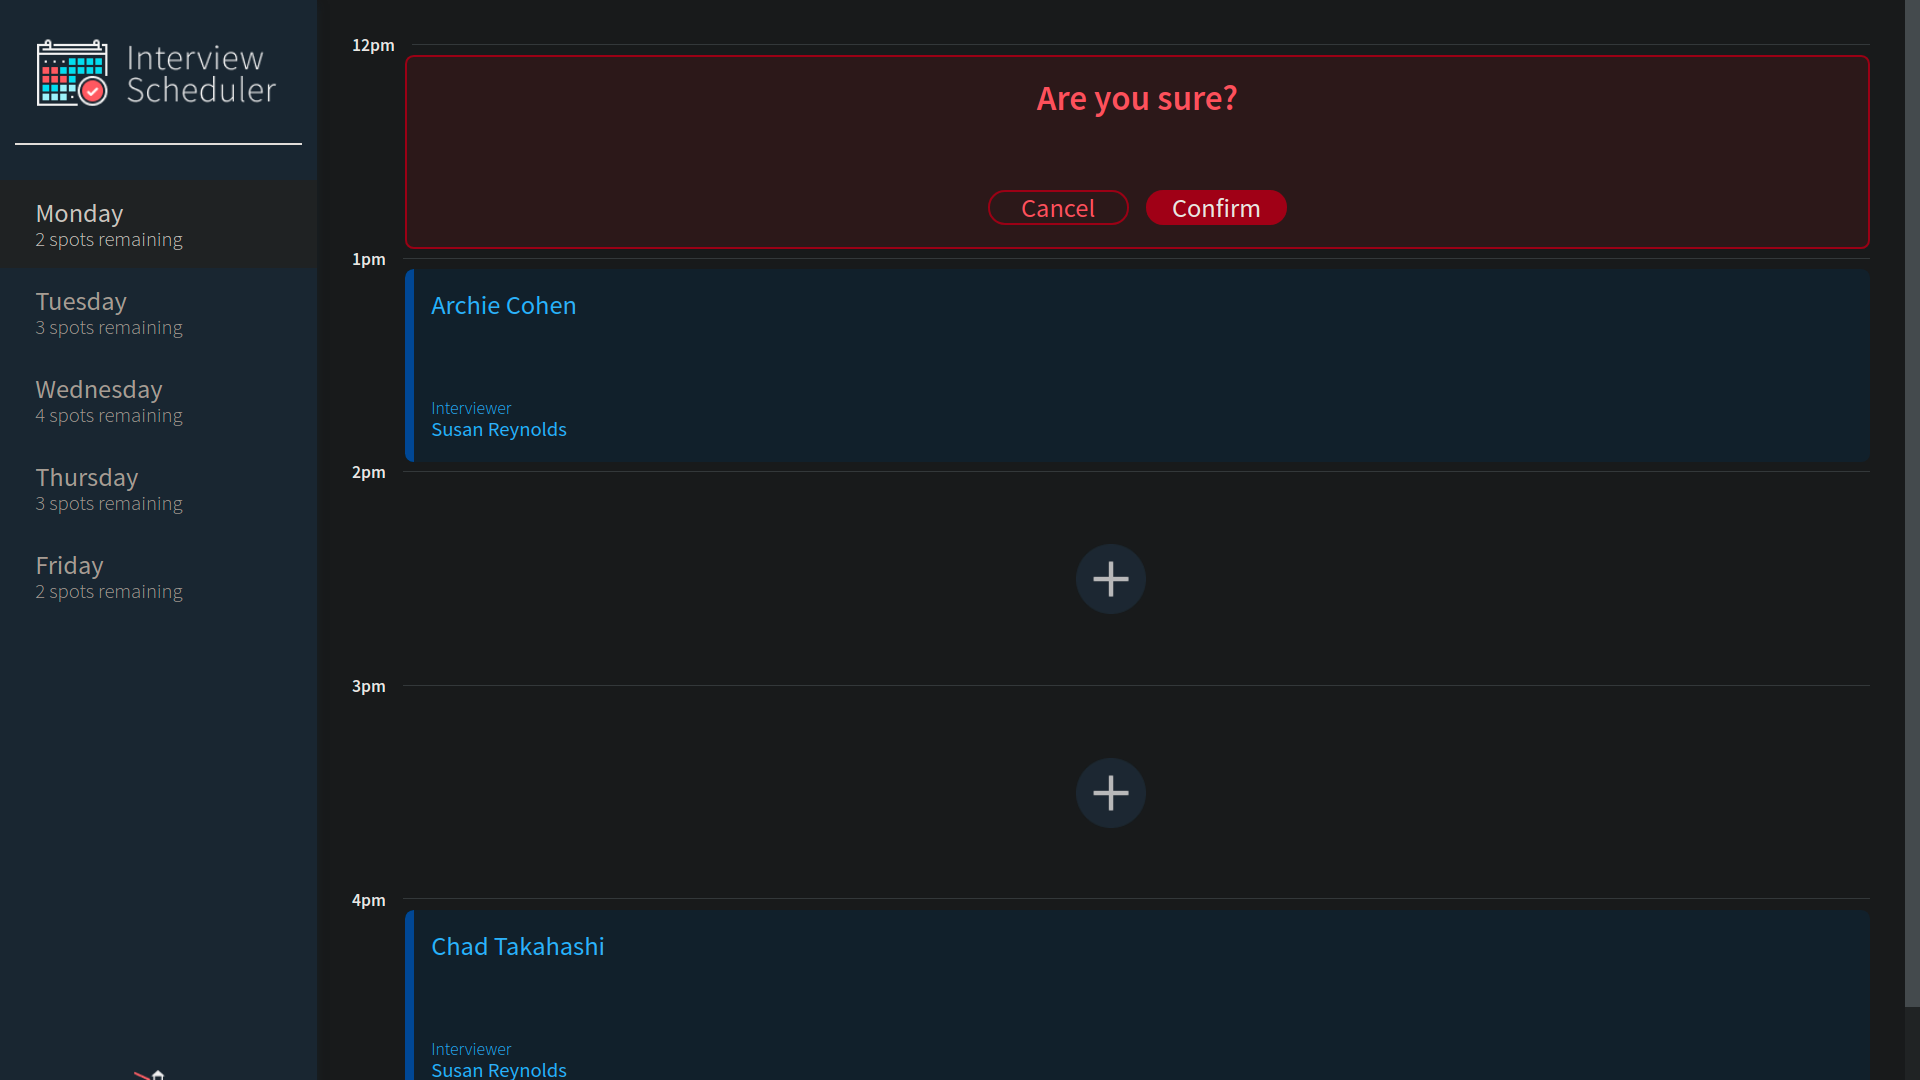 Interview
Scheduler
Monday
2 spots remaining
Tuesday
3 spots remaining
Wednesday
4 spots remaining
Thursday
3 spots remaining
Friday
2 spots remaining
12pm
Are you sure?
Cancel Confirm
1pm
Archie Cohen
Interviewer
Susan Reynolds
2pm
3pm
4pm
Chad Takahashi
Interviewer
Susan Reynolds